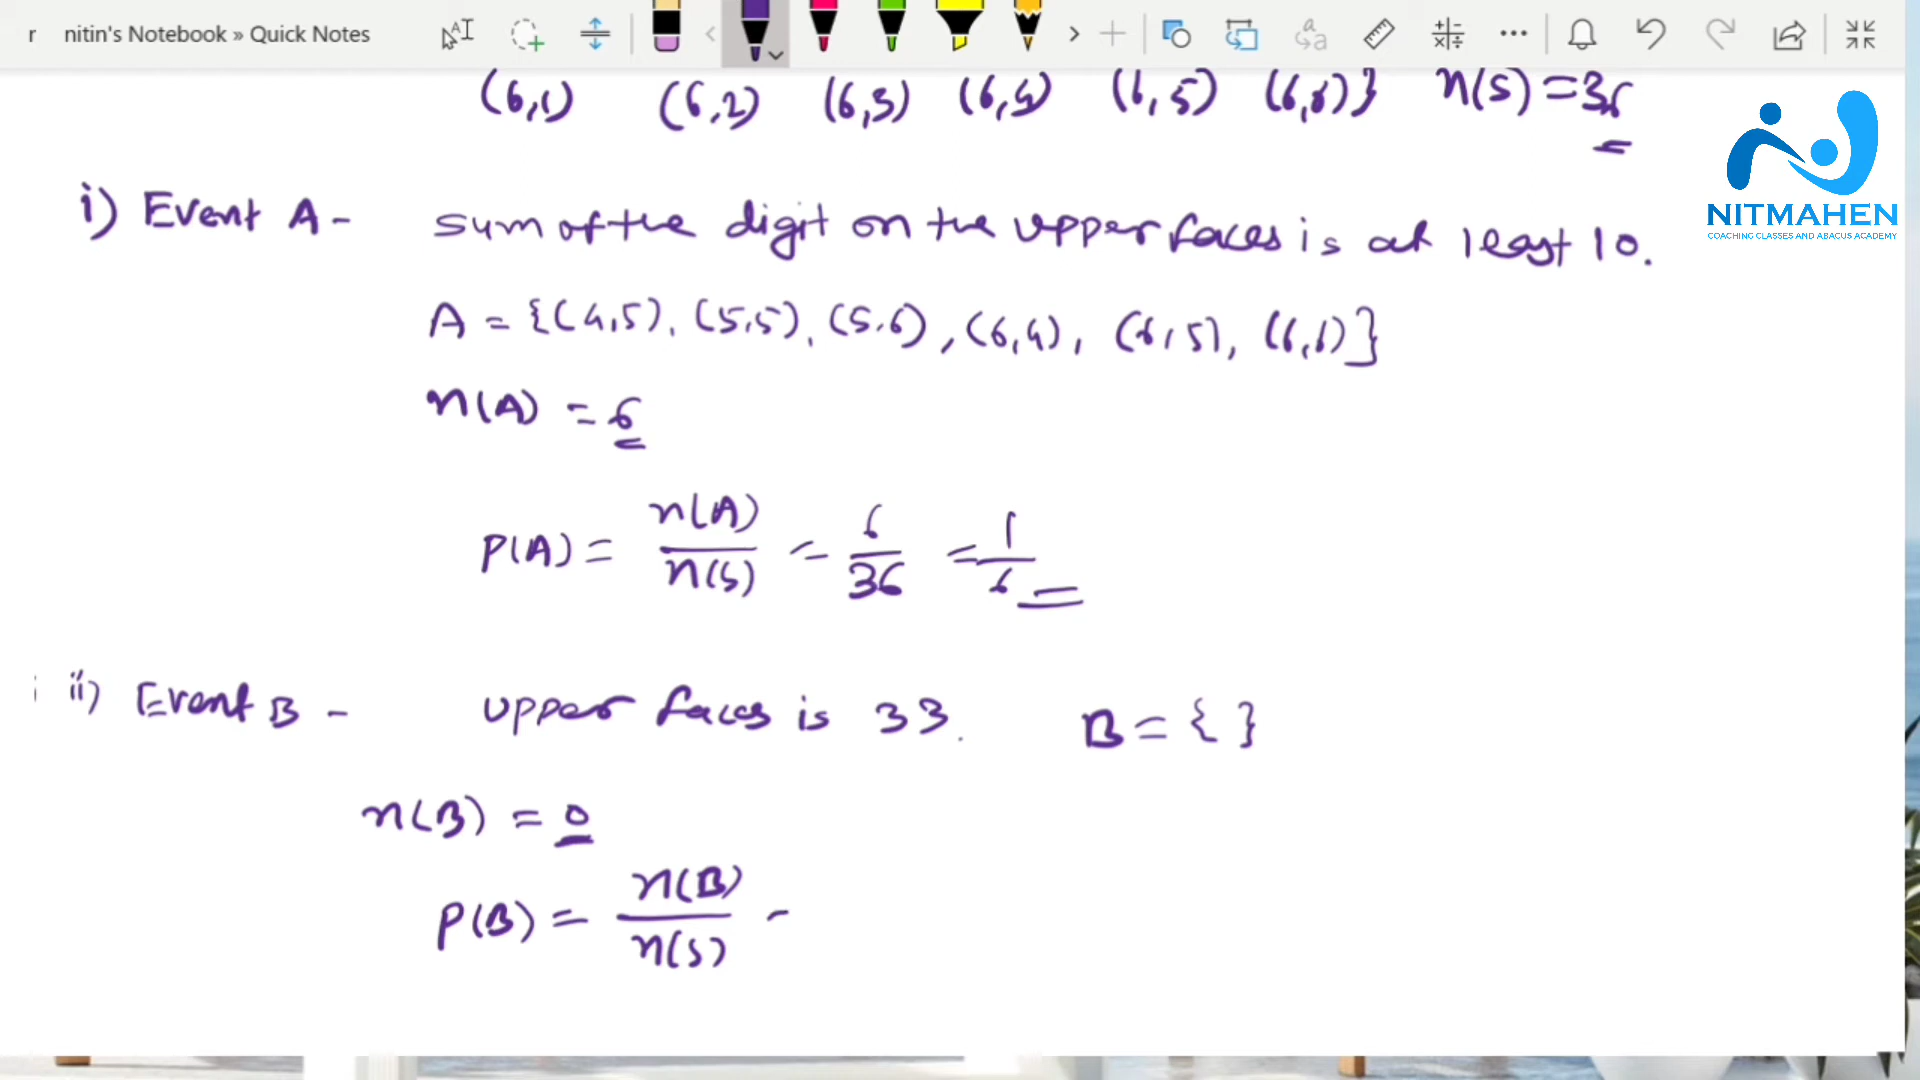 r nitin's Notebook » Quick Notes
(6,1) (6,2) (6,3) (6,4) (6,5) (6,6)} n(S) = 36
NITMAHEN
COACHING CLASSES AND ABACUS ACADEMY
i) Event A - sum of the digit on the upper faces is at least 10.
A = {(4,5), (5,5), (5,6), (6,4), (6,5), (6,6)}
n(A) = 6
P(A) = n(A)/n(S) = 6/36 = 1/6
ii) Event B - upper faces is 33. B = { }
n(B) = 0
P(B) = n(B)/n(S) -